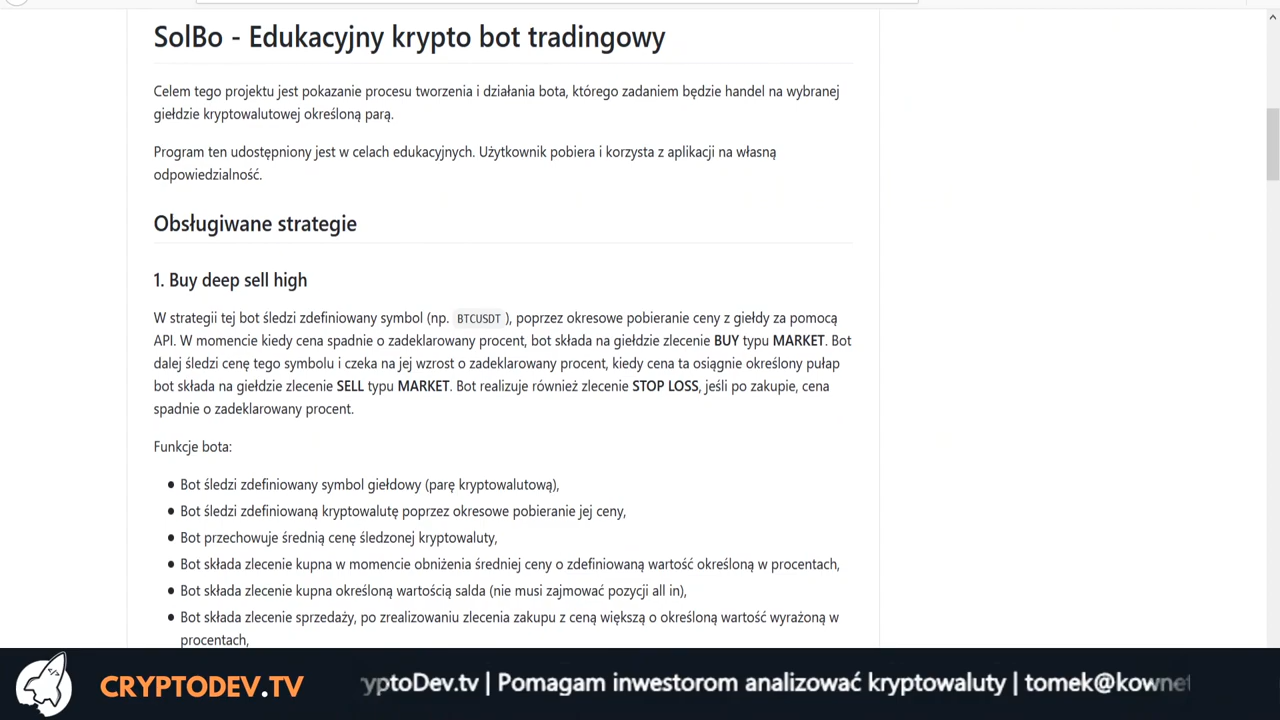 SolBo - Edukacyjny krypto bot tradingowy
Celem tego projektu jest pokazanie procesu tworzenia i działania bota, którego zadaniem będzie handel na wybranej
giełdzie kryptowalutowej określoną parą.
Program ten udostępniony jest w celach edukacyjnych. Użytkownik pobiera i korzysta z aplikacji na własną
odpowiedzialność.
Obsługiwane strategie
1. Buy deep sell high
W strategii tej bot śledzi zdefiniowany symbol (np. BTCUSDT ), poprzez okresowe pobieranie ceny z giełdy za pomocą
API. W momencie kiedy cena spadnie o zadeklarowany procent, bot składa na giełdzie zlecenie BUY typu MARKET. Bot
dalej śledzi cenę tego symbolu i czeka na jej wzrost o zadeklarowany procent, kiedy cena ta osiągnie określony pułap
bot składa na giełdzie zlecenie SELL typu MARKET. Bot realizuje również zlecenie STOP LOSS, jeśli po zakupie, cena
spadnie o zadeklarowany procent.
Funkcje bota:
● Bot śledzi zdefiniowany symbol giełdowy (parę kryptowalutową),
● Bot śledzi zdefiniowaną kryptowalutę poprzez okresowe pobieranie jej ceny,
● Bot przechowuje średnią cenę śledzonej kryptowaluty,
● Bot składa zlecenie kupna w momencie obniżenia średniej ceny o zdefiniowaną wartość określoną w procentach,
● Bot składa zlecenie kupna określoną wartością salda (nie musi zajmować pozycji all in),
● Bot składa zlecenie sprzedaży, po zrealizowaniu zlecenia zakupu z ceną większą o określoną wartość wyrażoną w
procentach,
CRYPTODEV.TV
yptoDev.tv | Pomagam inwestorom analizować kryptowaluty | tomek@kownet